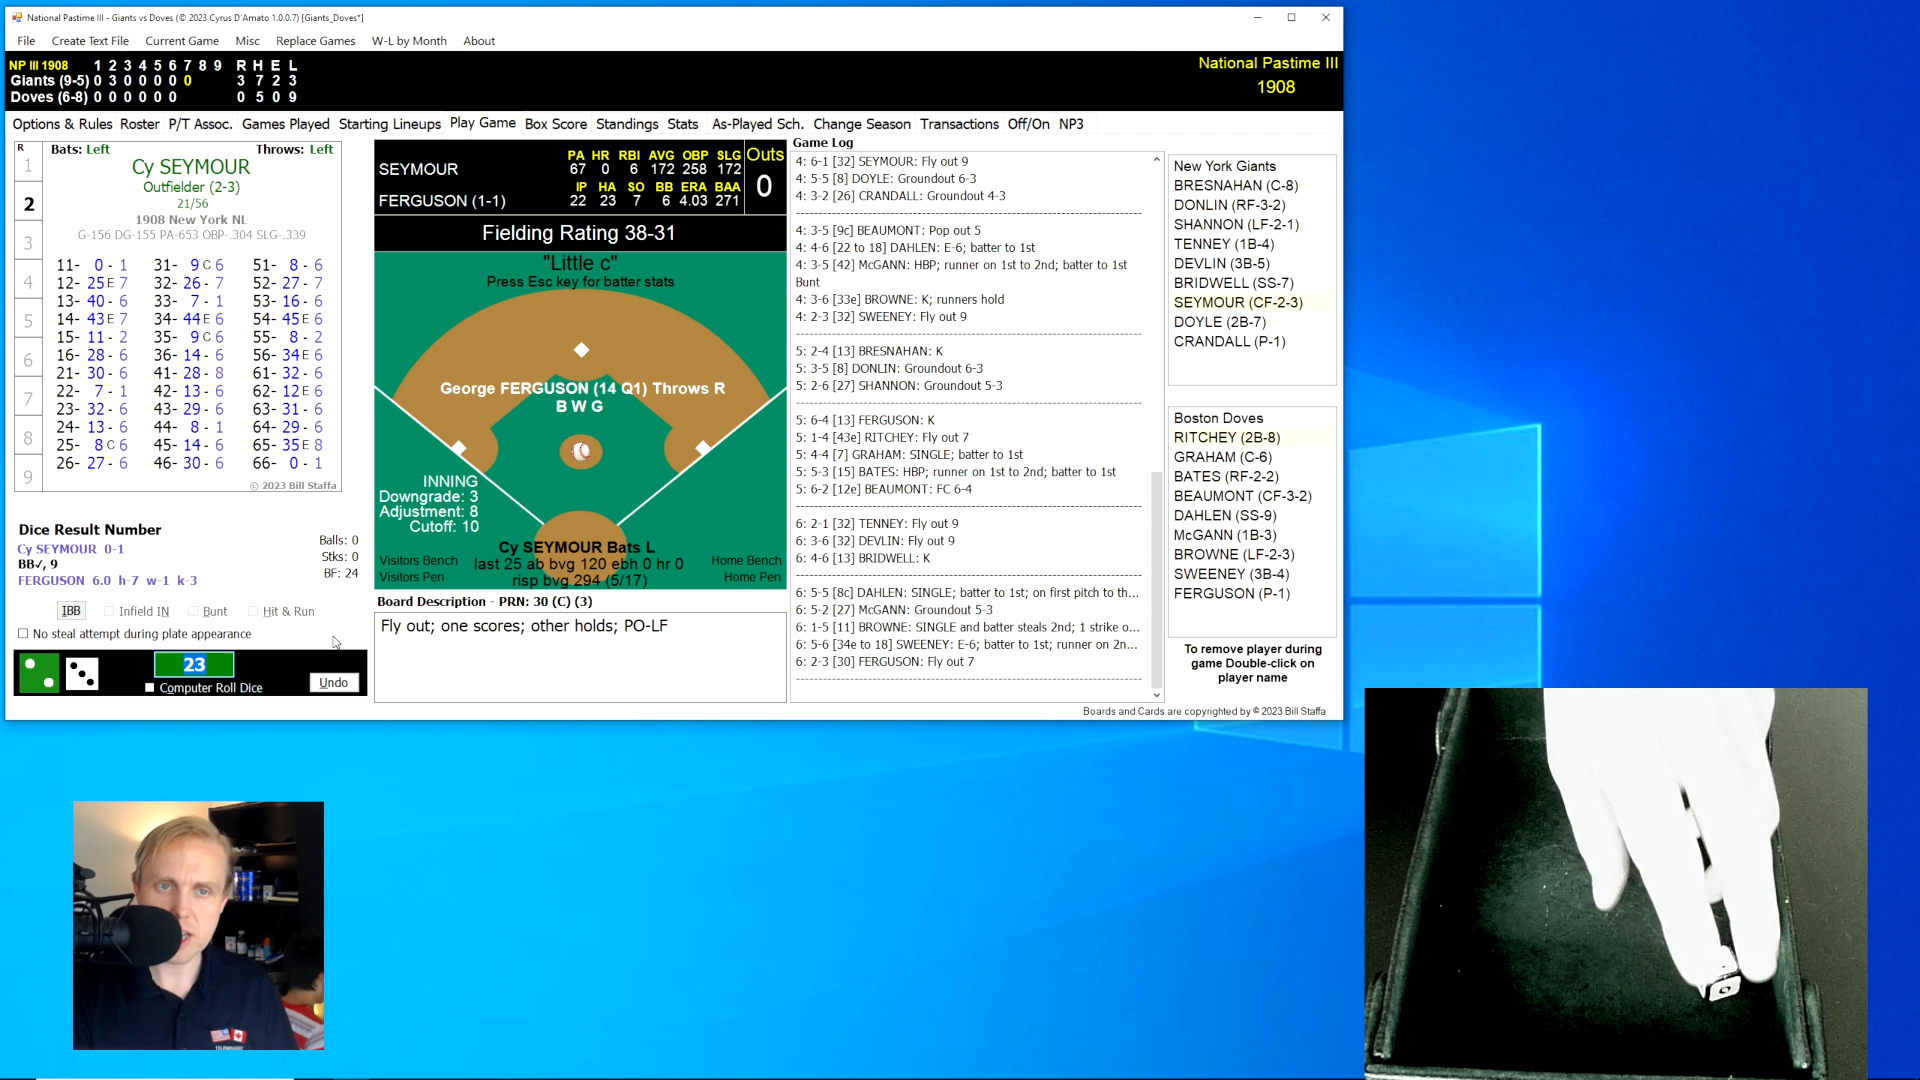 National Pastime III - Giants vs Doves (© 2023 Cyrus D'Amato 1.0.0.7) [Giants_Doves*]
File Create Text File Current Game Misc Replace Games W-L by Month About
NP III 1908 1 2 3 4 5 6 7 8 9 R H E L
Giants (9-5) 0 3 0 0 0 0 0 3 7 2 3
Doves (6-8) 0 0 0 0 0 0 0 5 0 9
National Pastime III
1908
Options & Rules Roster P/T Assoc. Games Played Starting Lineups Play Game Box Score Standings Stats As-Played Sch. Change Season Transactions Off/On NP3
R
1
2
3
4
5
6
7
8
9
Bats: Left Throws: Left
Cy SEYMOUR
Outfielder (2-3)
21/56
1908 New York NL
G-156 DG-155 PA-653 OBP-.304 SLG-.339
11- 0 - 1 31- 9 C 6 51- 8 - 6
12- 25 E 7 32- 26 - 7 52- 27 - 7
13- 40 - 6 33- 7 - 1 53- 16 - 6
14- 43 E 7 34- 44 E 6 54- 45 E 6
15- 11 - 2 35- 9 C 6 55- 8 - 2
16- 28 - 6 36- 14 - 6 56- 34 E 6
21- 30 - 6 41- 28 - 8 61- 32 - 6
22- 7 - 1 42- 13 - 6 62- 12 E 6
23- 32 - 6 43- 29 - 6 63- 31 - 6
24- 13 - 6 44- 8 - 1 64- 29 - 6
25- 8 C 6 45- 14 - 6 65- 35 E 8
26- 27 - 6 46- 30 - 6 66- 0 - 1
© 2023 Bill Staffa
Dice Result Number
Cy SEYMOUR 0-1
BB✓, 9
FERGUSON 6.0 h-7 w-1 k-3
Balls: 0
Stks: 0
BF: 24
IBB Infield IN Bunt Hit & Run
No steal attempt during plate appearance
23
Computer Roll Dice
Undo
PA HR RBI AVG OBP SLG
SEYMOUR 67 0 6 172 258 172
IP HA SO BB ERA BAA
FERGUSON (1-1) 22 23 7 6 4.03 271
Outs
0
Fielding Rating 38-31
"Little c"
Press Esc key for batter stats
George FERGUSON (14 Q1) Throws R
B W G
INNING
Downgrade: 3
Adjustment: 8
Cutoff: 10
Cy SEYMOUR Bats L
last 25 ab bvg 120 ebh 0 hr 0
risp bvg 294 (5/17)
Visitors Bench
Visitors Pen
Home Bench
Home Pen
Board Description - PRN: 30 (C) (3)
Fly out; one scores; other holds; PO-LF
Game Log
4: 6-1 [32] SEYMOUR: Fly out 9
4: 5-5 [8] DOYLE: Groundout 6-3
4: 3-2 [26] CRANDALL: Groundout 4-3
4: 3-5 [9c] BEAUMONT: Pop out 5
4: 4-6 [22 to 18] DAHLEN: E-6; batter to 1st
4: 3-5 [42] McGANN: HBP; runner on 1st to 2nd; batter to 1st
Bunt
4: 3-6 [33e] BROWNE: K; runners hold
4: 2-3 [32] SWEENEY: Fly out 9
5: 2-4 [13] BRESNAHAN: K
5: 3-5 [8] DONLIN: Groundout 6-3
5: 2-6 [27] SHANNON: Groundout 5-3
5: 6-4 [13] FERGUSON: K
5: 1-4 [43e] RITCHEY: Fly out 7
5: 4-4 [7] GRAHAM: SINGLE; batter to 1st
5: 5-3 [15] BATES: HBP; runner on 1st to 2nd; batter to 1st
5: 6-2 [12e] BEAUMONT: FC 6-4
6: 2-1 [32] TENNEY: Fly out 9
6: 3-6 [32] DEVLIN: Fly out 9
6: 4-6 [13] BRIDWELL: K
6: 5-5 [8c] DAHLEN: SINGLE; batter to 1st; on first pitch to th...
6: 5-2 [27] McGANN: Groundout 5-3
6: 1-5 [11] BROWNE: SINGLE and batter steals 2nd; 1 strike o...
6: 5-6 [34e to 18] SWEENEY: E-6; batter to 1st; runner on 2n...
6: 2-3 [30] FERGUSON: Fly out 7
New York Giants
BRESNAHAN (C-8)
DONLIN (RF-3-2)
SHANNON (LF-2-1)
TENNEY (1B-4)
DEVLIN (3B-5)
BRIDWELL (SS-7)
SEYMOUR (CF-2-3)
DOYLE (2B-7)
CRANDALL (P-1)
Boston Doves
RITCHEY (2B-8)
GRAHAM (C-6)
BATES (RF-2-2)
BEAUMONT (CF-3-2)
DAHLEN (SS-9)
McGANN (1B-3)
BROWNE (LF-2-3)
SWEENEY (3B-4)
FERGUSON (P-1)
To remove player during
game Double-click on
player name
Boards and Cards are copyrighted by © 2023 Bill Staffa